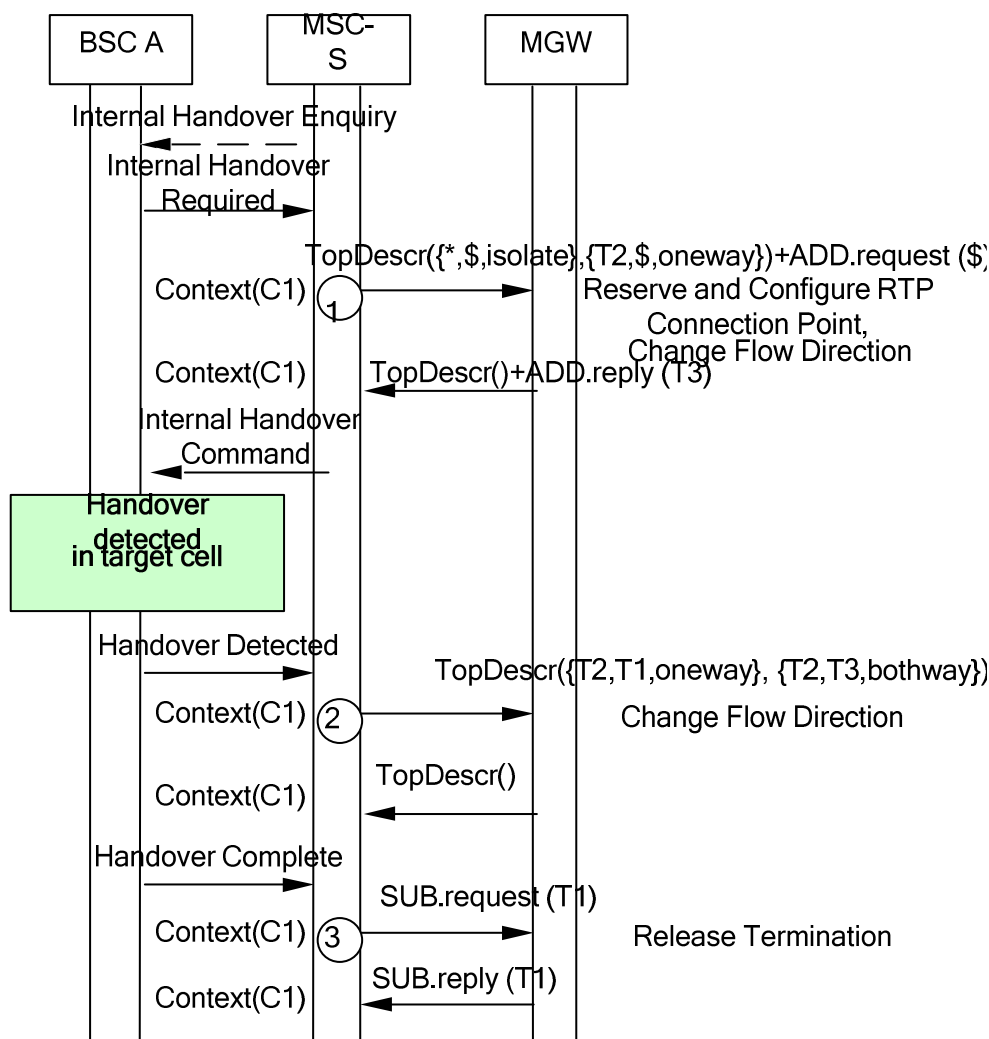 BSC A
MSC-
S
MGW
Internal Handover Enquiry
Internal Handover
Required
TopDescr({*,$,isolate},{T2,$,oneway})+ADD.request ($)
Context(C1)
1
Reserve and Configure RTP
Connection Point,
Change Flow Direction
Context(C1)
TopDescr()+ADD.reply (T3)
Internal Handover
Command
Handover
detected
in target cell
Handover Detected
TopDescr({T2,T1,oneway}, {T2,T3,bothway})
Context(C1)
2
Change Flow Direction
TopDescr()
Context(C1)
Handover Complete
SUB.request (T1)
Context(C1)
3
Release Termination
SUB.reply (T1)
Context(C1)